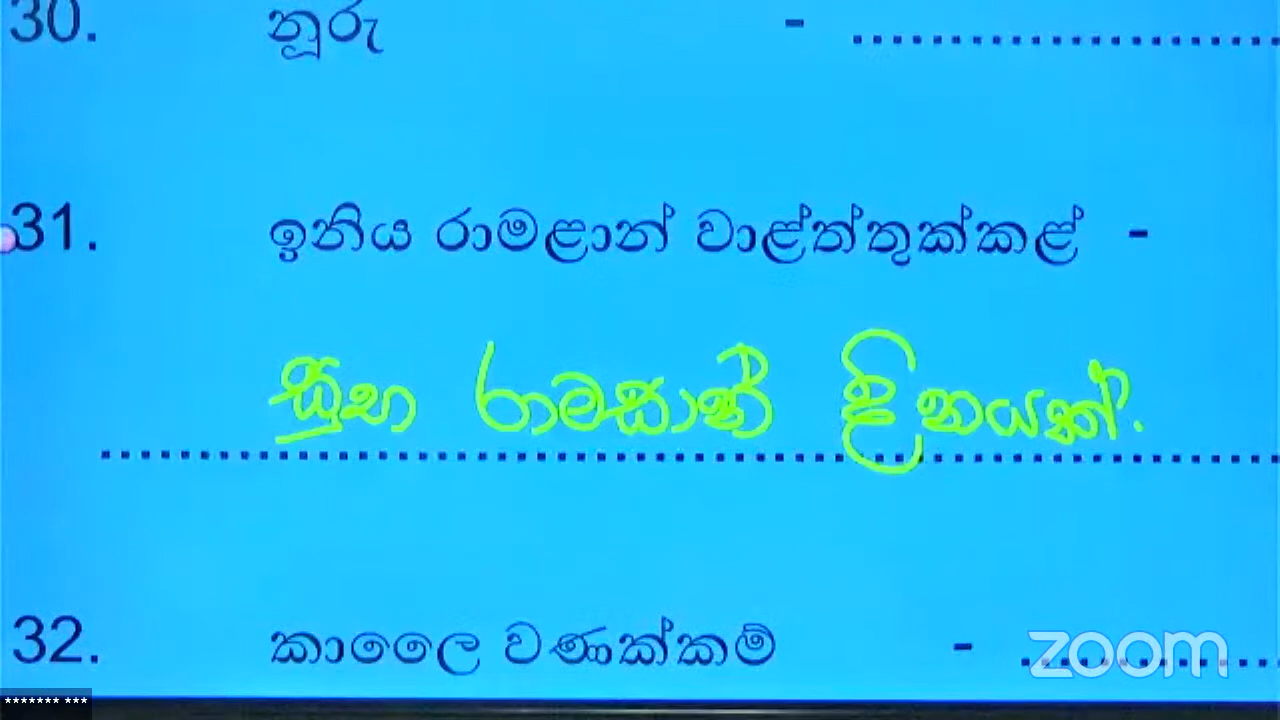 30. නූරු - ........................
31. ඉනිය රාමළාන් වාළ්ත්තුක්කළ් -
සුභ රාමසාන් දිනයක්.
32. කාලෛ වණක්කම් - ................
zoom
******* ***